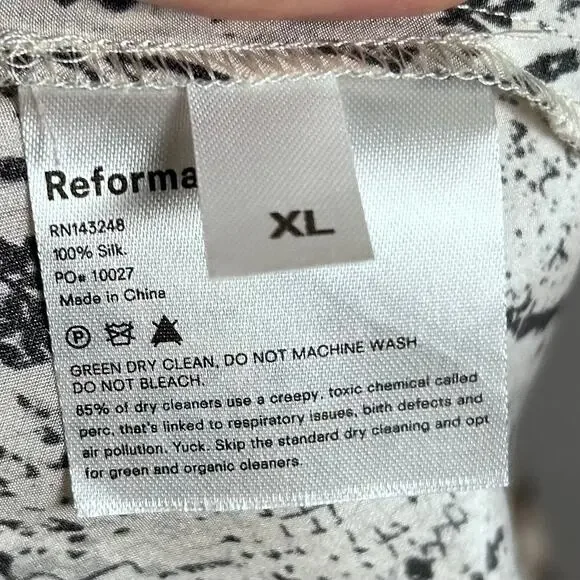 Reforma
XL
RN143248
100% Silk.
PO# 10027
Made in China
P
GREEN DRY CLEAN, DO NOT MACHINE WASH
DO NOT BLEACH.
85% of dry cleaners use a creepy, toxic chemical called
perc, that's linked to respiratory issues, birth defects and
air pollution. Yuck. Skip the standard dry cleaning and opt
for green and organic cleaners.